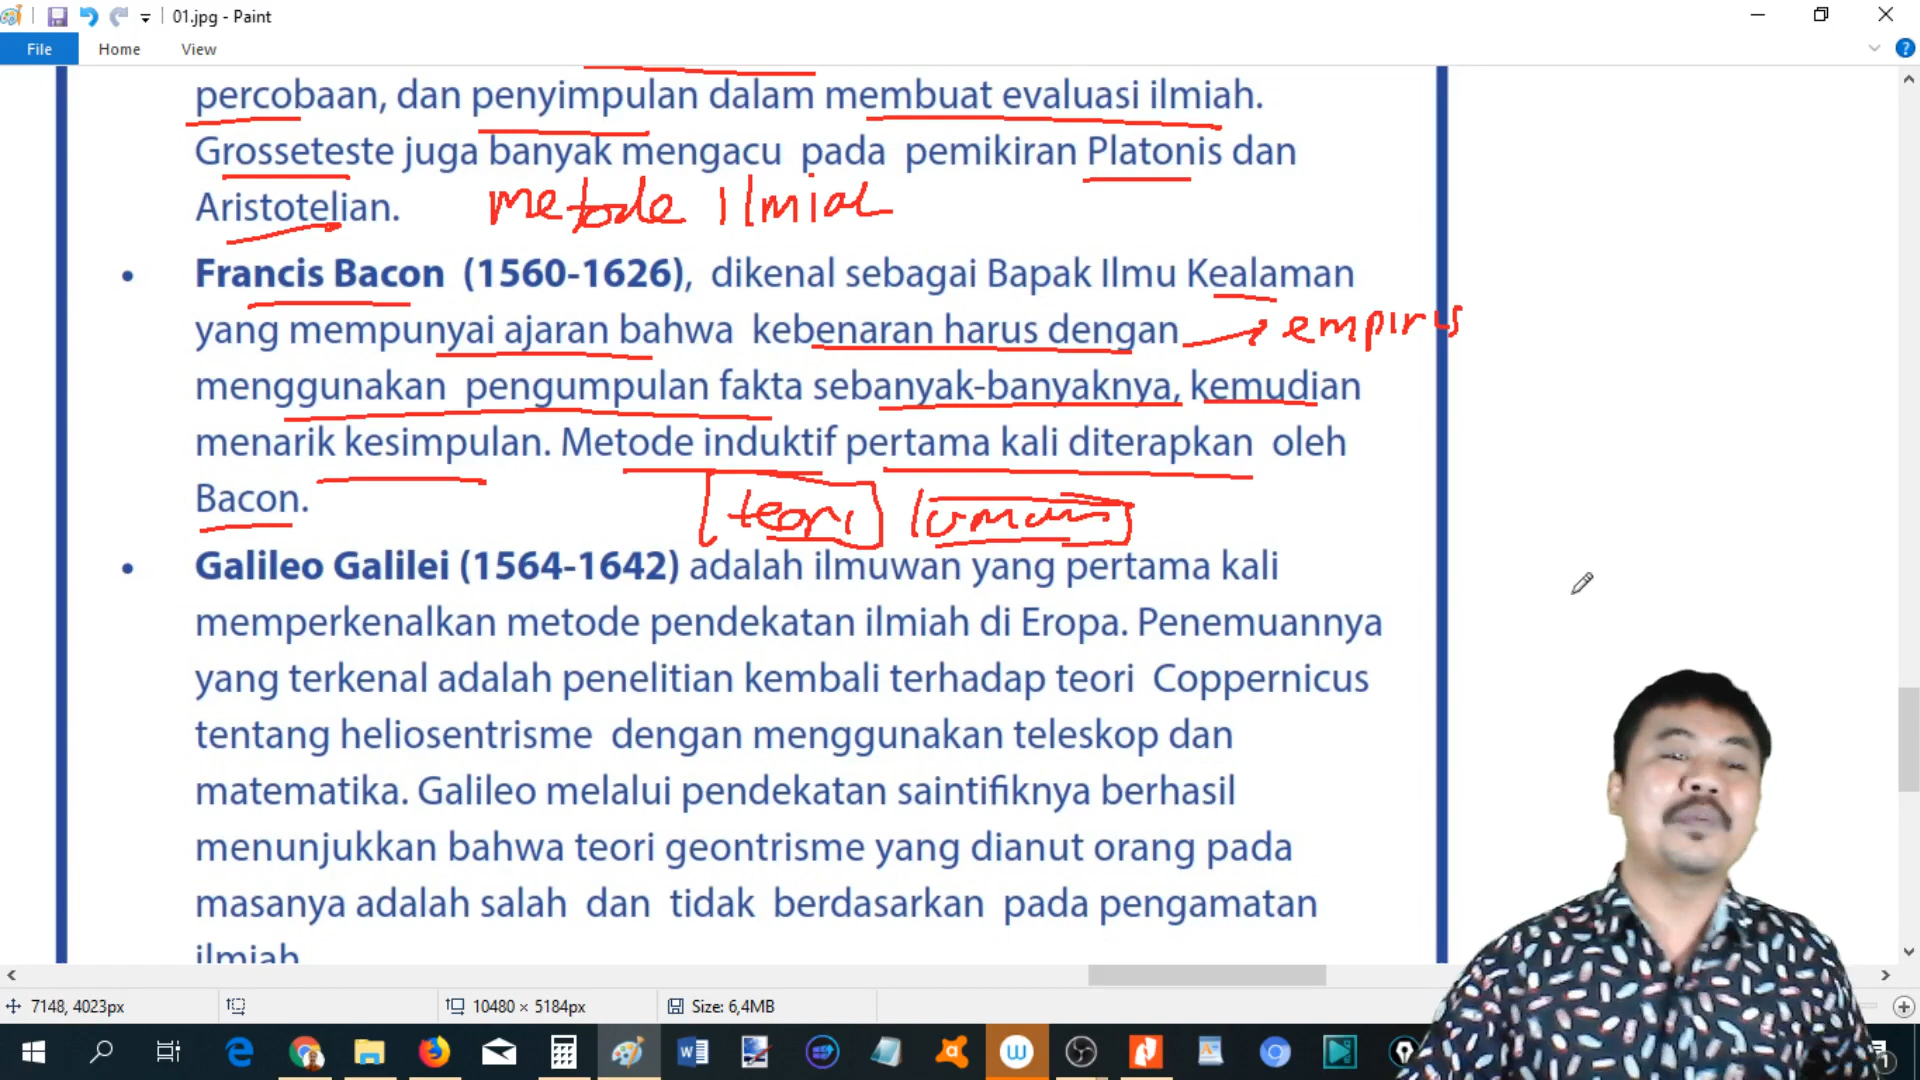 01.jpg - Paint
File Home View
percobaan, dan penyimpulan dalam membuat evaluasi ilmiah.
Grosseteste juga banyak mengacu pada pemikiran Platonis dan
Aristotelian. metode Ilmiah
• Francis Bacon (1560-1626), dikenal sebagai Bapak Ilmu Kealaman
yang mempunyai ajaran bahwa kebenaran harus dengan empiris
menggunakan pengumpulan fakta sebanyak-banyaknya, kemudian
menarik kesimpulan. Metode induktif pertama kali diterapkan oleh
Bacon. teori umum
• Galileo Galilei (1564-1642) adalah ilmuwan yang pertama kali
memperkenalkan metode pendekatan ilmiah di Eropa. Penemuannya
yang terkenal adalah penelitian kembali terhadap teori Coppernicus
tentang heliosentrisme dengan menggunakan teleskop dan
matematika. Galileo melalui pendekatan saintifiknya berhasil
menunjukkan bahwa teori geontrisme yang dianut orang pada
masanya adalah salah dan tidak berdasarkan pada pengamatan
ilmiah
7148, 4023px 10480 × 5184px Size: 6,4MB